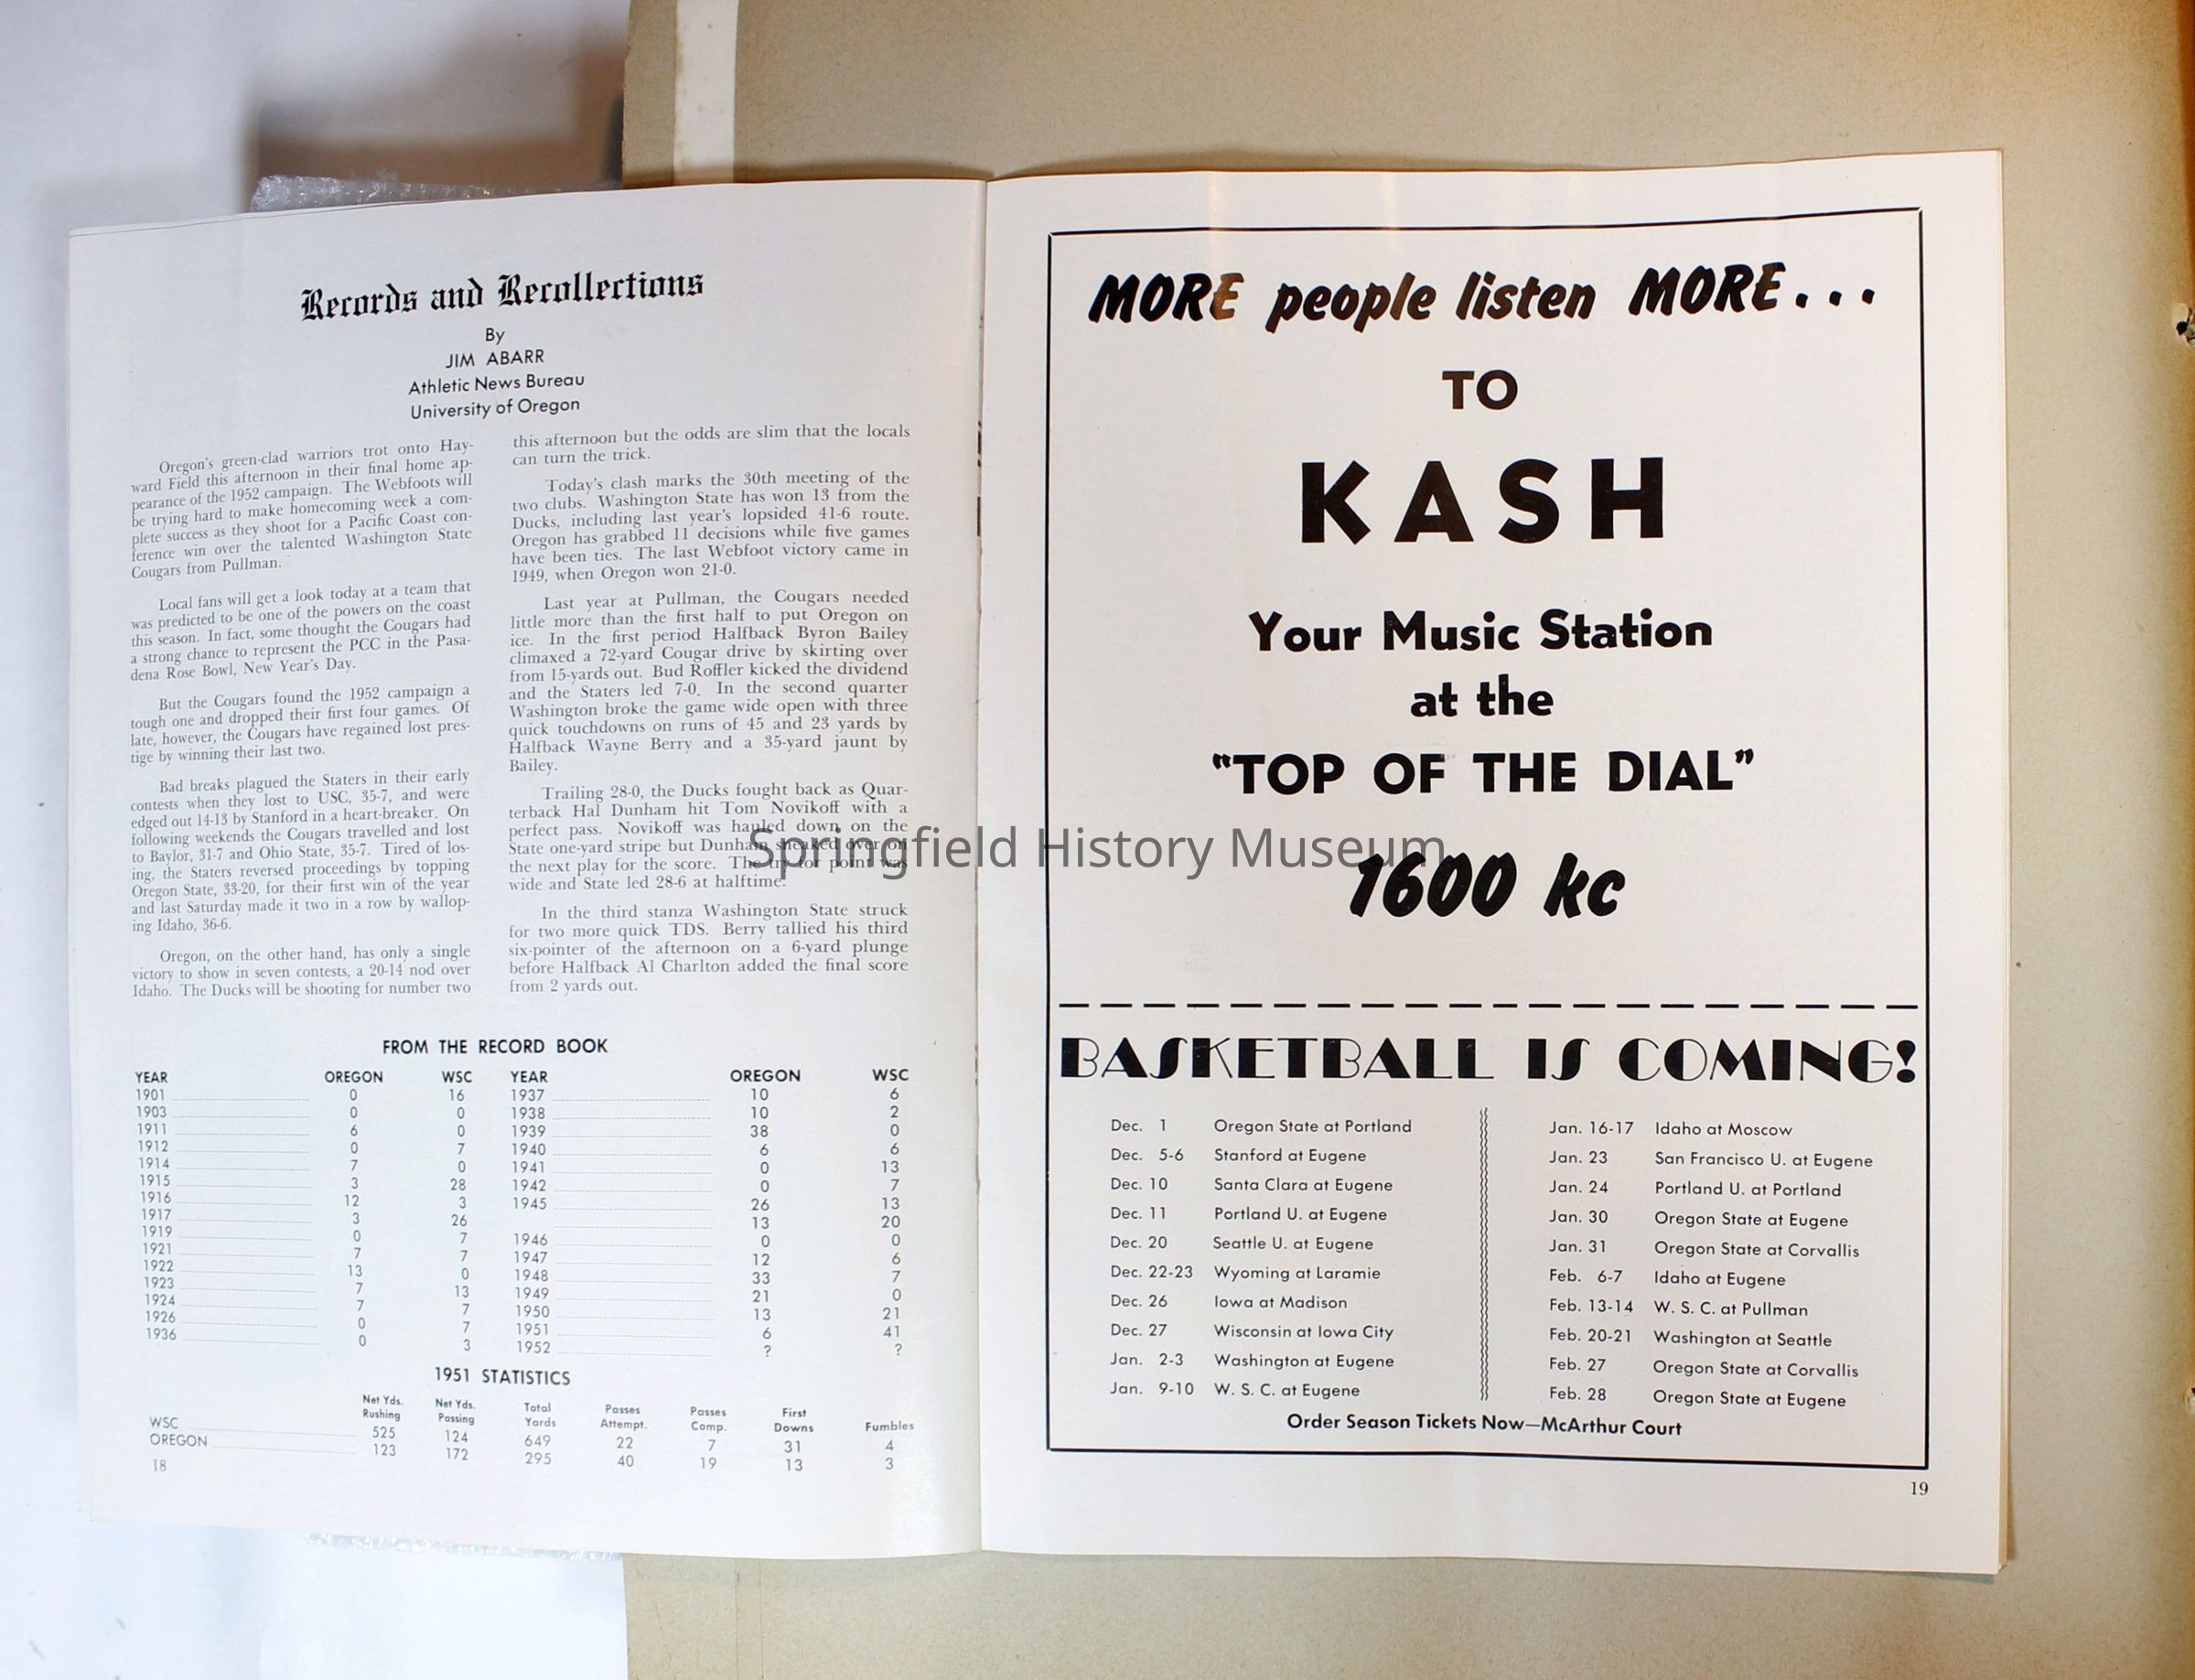 Records and Recollections
By
JIM ABARR
Athletic News Bureau
University of Oregon
Oregon's green-clad warriors trot onto Hay-
ward Field this afternoon in their final home ap-
pearance of the 1952 campaign. The Webfoots will
be trying hard to make homecoming week a com-
plete success as they shoot for a Pacific Coast con-
ference win over the talented Washington State
Cougars from Pullman.
Local fans will get a look today at a team that
was predicted to be one of the powers on the coast
this season. In fact, some thought the Cougars had
a strong chance to represent the PCC in the Pasa-
dena Rose Bowl, New Year's Day.
But the Cougars found the 1952 campaign a
tough one and dropped their first four games. Of
late, however, the Cougars have regained lost pres-
tige by winning their last two.
Bad breaks plagued the Staters in their early
contests when they lost to USC, 35-7, and were
edged out 14-13 by Stanford in a heart-breaker. On
following weekends the Cougars travelled and lost
to Baylor, 31-7 and Ohio State, 35-7. Tired of los-
ing, the Staters reversed proceedings by topping
Oregon State, 33-20, for their first win of the year
and last Saturday made it two in a row by wallop-
ing Idaho, 36-6.
Oregon, on the other hand, has only a single
victory to show in seven contests, a 20-14 nod over
Idaho. The Ducks will be shooting for number two
this afternoon but the odds are slim that the locals
can turn the trick.
Today's clash marks the 30th meeting of the
two clubs. Washington State has won 13 from the
Ducks, including last year's lopsided 41-6 route.
Oregon has grabbed 11 decisions while five games
have been ties. The last Webfoot victory came in
1949, when Oregon won 21-0.
Last year at Pullman, the Cougars needed
little more than the first half to put Oregon on
ice. In the first period Halfback Byron Bailey
climaxed a 72-yard Cougar drive by skirting over
from 15-yards out. Bud Roffler kicked the dividend
and the Staters led 7-0. In the second quarter
Washington broke the game wide open with three
quick touchdowns on runs of 45 and 23 yards by
Halfback Wayne Berry and a 35-yard jaunt by
Bailey.
Trailing 28-0, the Ducks fought back as Quar-
terback Hal Dunham hit Tom Novikoff with a
perfect pass. Novikoff was hauled down on the
State one-yard stripe but Dunham sneaked over on
the next play for the score. The try for point was
wide and State led 28-6 at halftime.
In the third stanza Washington State struck
for two more quick TDS. Berry tallied his third
six-pointer of the afternoon on a 6-yard plunge
before Halfback Al Charlton added the final score
from 2 yards out.
FROM THE RECORD BOOK
YEAR OREGON WSC
1901 0 16
1903 0 0
1911 6 0
1912 0 7
1914 7 0
1915 3 28
1916 12 3
1917 3 26
1919 0 7
1921 7 7
1922 13 0
1923 7 13
1924 7 7
1926 0 7
1936 0 3
YEAR OREGON WSC
1937 10 6
1938 10 2
1939 38 0
1940 6 6
1941 0 13
1942 0 7
1945 26 13
13 20
1946 0 0
1947 12 6
1948 33 7
1949 21 0
1950 13 21
1951 6 41
1952 ? ?
1951 STATISTICS
Net Yds. Rushing Net Yds. Passing Total Yards Passes Attempt. Passes Comp. First Downs Fumbles
WSC 525 124 649 22 7 31 4
OREGON 123 172 295 40 19 13 3
18
MORE people listen MORE...
TO
KASH
Your Music Station
at the
"TOP OF THE DIAL"
1600 kc
BASKETBALL IS COMING!
Dec. 1 Oregon State at Portland
Dec. 5-6 Stanford at Eugene
Dec. 10 Santa Clara at Eugene
Dec. 11 Portland U. at Eugene
Dec. 20 Seattle U. at Eugene
Dec. 22-23 Wyoming at Laramie
Dec. 26 Iowa at Madison
Dec. 27 Wisconsin at Iowa City
Jan. 2-3 Washington at Eugene
Jan. 9-10 W. S. C. at Eugene
Jan. 16-17 Idaho at Moscow
Jan. 23 San Francisco U. at Eugene
Jan. 24 Portland U. at Portland
Jan. 30 Oregon State at Eugene
Jan. 31 Oregon State at Corvallis
Feb. 6-7 Idaho at Eugene
Feb. 13-14 W. S. C. at Pullman
Feb. 20-21 Washington at Seattle
Feb. 27 Oregon State at Corvallis
Feb. 28 Oregon State at Eugene
Order Season Tickets Now—McArthur Court
19
Springfield History Museum